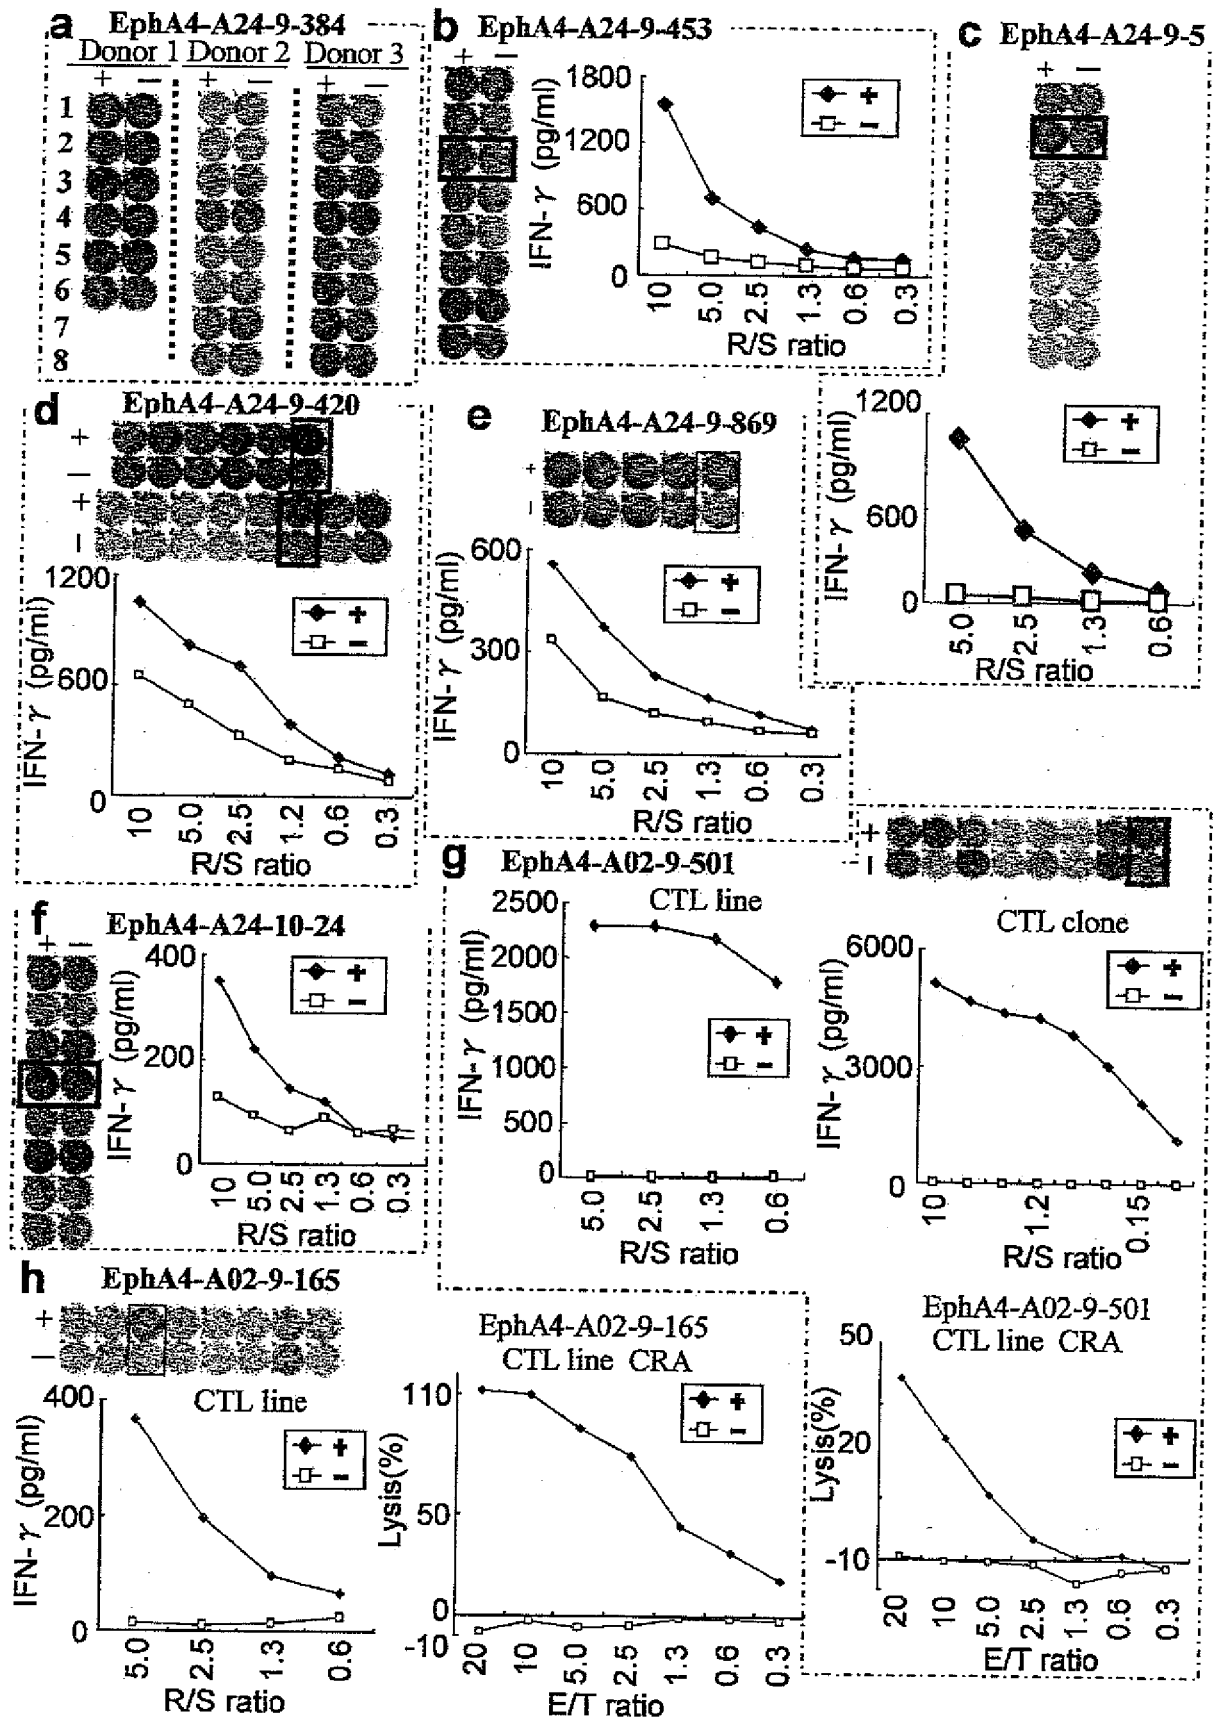 a EphA4-A24-9-384
Donor 1 Donor 2 Donor 3
+ − + − + −
1
2
3
4
5
6
7
8
b EphA4-A24-9-453
+ −
IFN-γ (pg/ml)
1800
1200
600
0
+
−
10 5.0 2.5 1.3 0.6 0.3
R/S ratio
c EphA4-A24-9-5
+ −
IFN-γ (pg/ml)
1200
600
0
+
−
5.0 2.5 1.3 0.6
R/S ratio
d EphA4-A24-9-420
+
−
+
−
IFN-γ (pg/ml)
1200
600
0
+
−
10 5.0 2.5 1.2 0.6 0.3
R/S ratio
e EphA4-A24-9-869
+
−
IFN-γ (pg/ml)
600
300
0
+
−
10 5.0 2.5 1.3 0.6 0.3
R/S ratio
f EphA4-A24-10-24
+ −
IFN-γ (pg/ml)
400
200
0
+
−
10 5.0 2.5 1.3 0.6 0.3
R/S ratio
g EphA4-A02-9-501
+
−
CTL line
IFN-γ (pg/ml)
2500
2000
1500
1000
500
0
+
−
5.0 2.5 1.3 0.6
R/S ratio
CTL clone
IFN-γ (pg/ml)
6000
3000
0
+
−
10 1.2 0.15
R/S ratio
EphA4-A02-9-501
CTL line CRA
Lysis(%)
50
20
-10
+
−
20 10 5.0 2.5 1.3 0.6 0.3
E/T ratio
h EphA4-A02-9-165
+
−
CTL line
IFN-γ (pg/ml)
400
200
0
+
−
5.0 2.5 1.3 0.6
R/S ratio
EphA4-A02-9-165
CTL line CRA
Lysis(%)
110
50
0
-10
+
−
20 10 5.0 2.5 1.3 0.6 0.3
E/T ratio